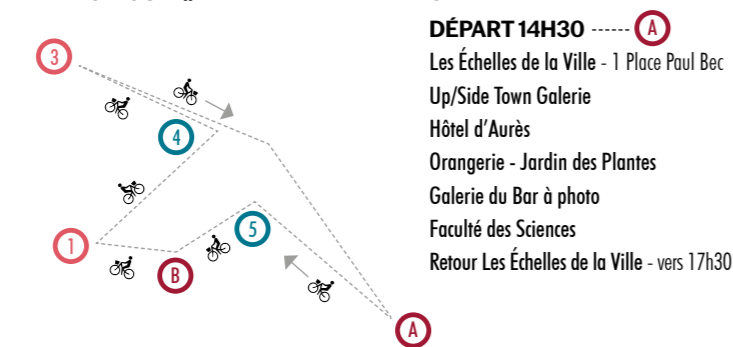 DÉPART 14H30 ------ A
Les Échelles de la Ville - 1 Place Paul Bec
Up/Side Town Galerie
Hôtel d'Aurès
Orangerie - Jardin des Plantes
Galerie du Bar à photo
Faculté des Sciences
Retour Les Échelles de la Ville - vers 17h30
3
4
1
B
5
A